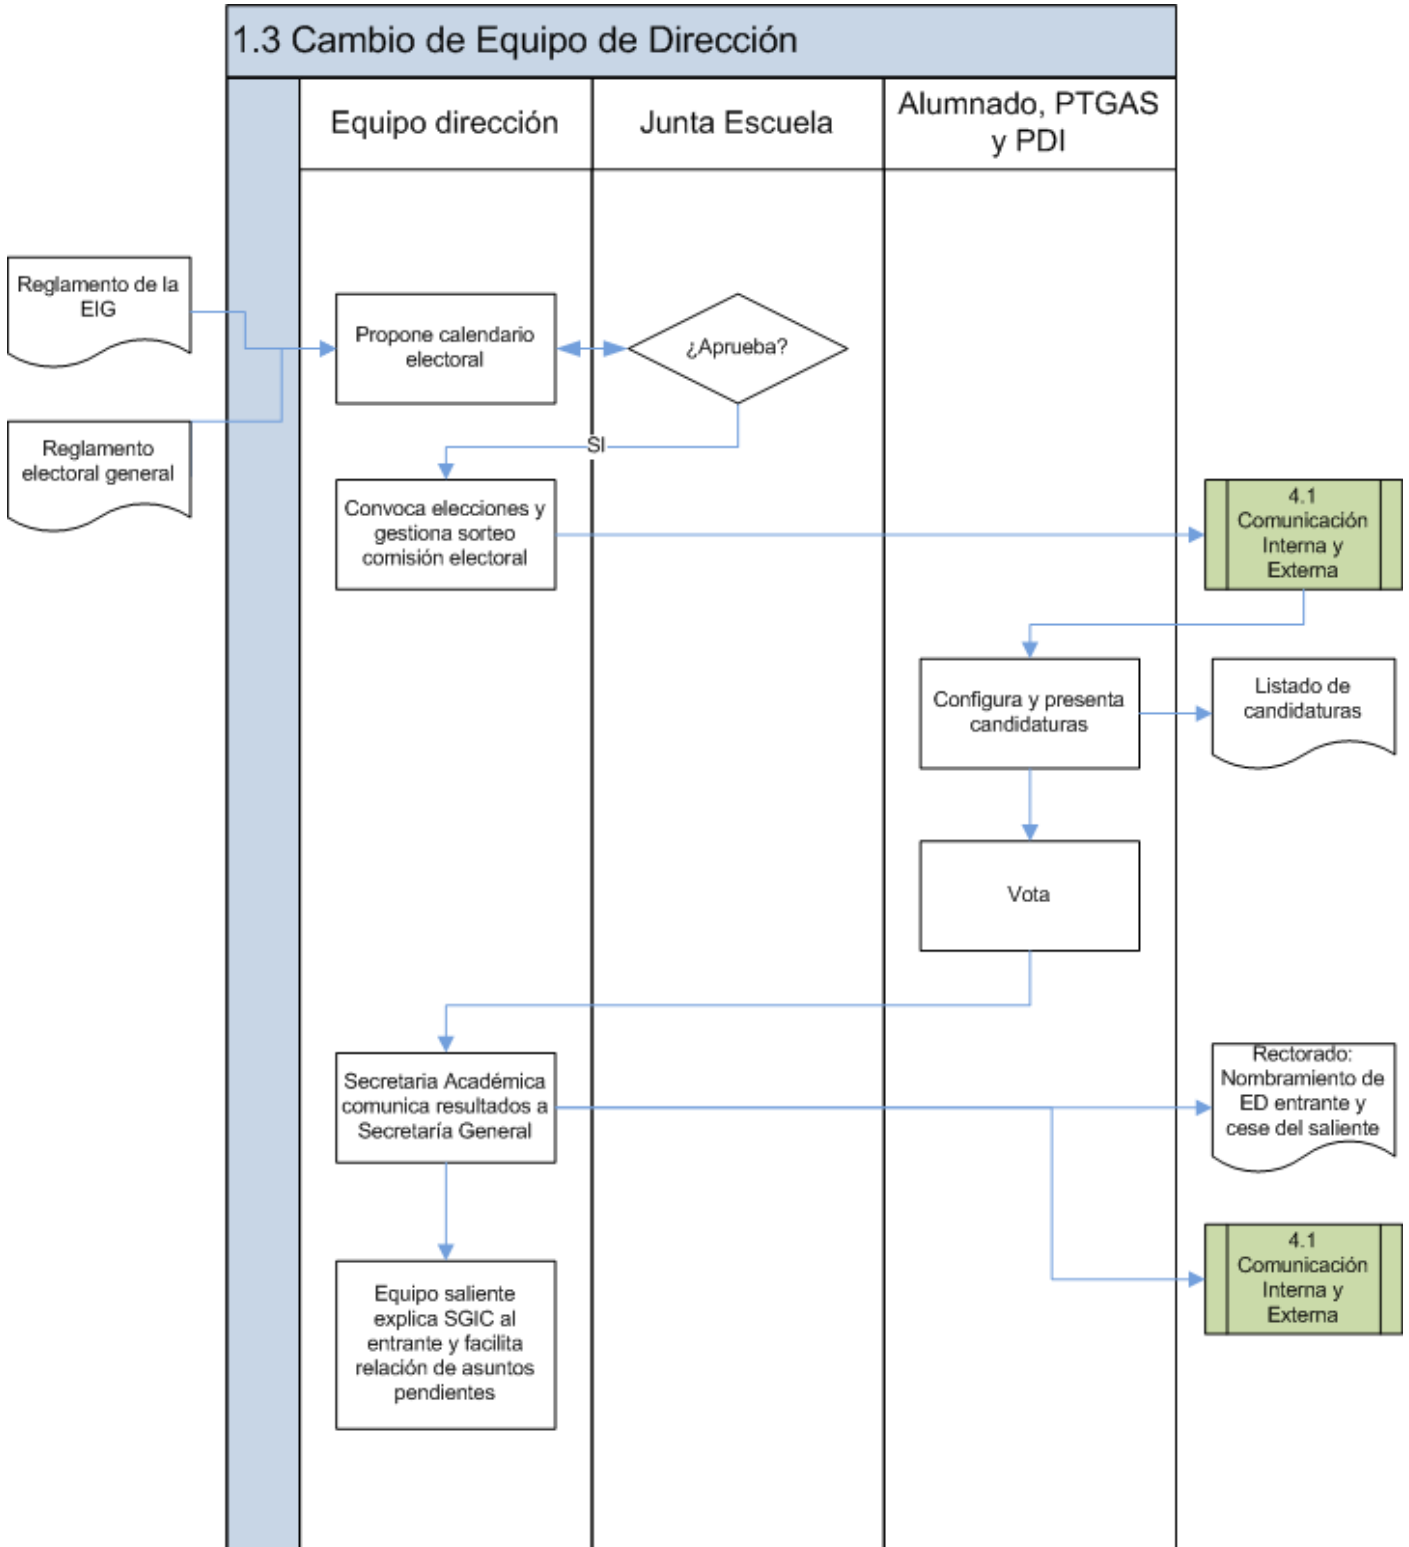 1.3 Cambio de Equipo de Dirección
Equipo dirección
Junta Escuela
Alumnado, PTGAS
y PDI
Reglamento de la
EIG
Propone calendario
electoral
¿Aprueba?
SI
Reglamento
electoral general
Convoca elecciones y
gestiona sorteo
comisión electoral
4.1
Comunicación
Interna y
Externa
Configura y presenta
candidaturas
Listado de
candidaturas
Vota
Secretaria Académica
comunica resultados a
Secretaría General
Rectorado:
Nombramiento de
ED entrante y
cese del saliente
4.1
Comunicación
Interna y
Externa
Equipo saliente
explica SGIC al
entrante y facilita
relación de asuntos
pendientes